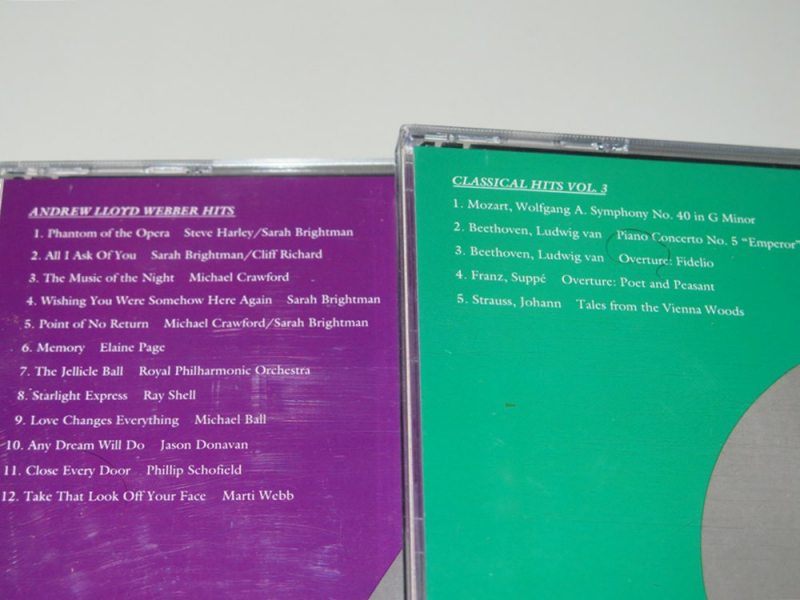 ANDREW LLOYD WEBBER HITS
1. Phantom of the Opera Steve Harley/Sarah Brightman
2. All I Ask Of You Sarah Brightman/Cliff Richard
3. The Music of the Night Michael Crawford
4. Wishing You Were Somehow Here Again Sarah Brightman
5. Point of No Return Michael Crawford/Sarah Brightman
6. Memory Elaine Page
7. The Jellicle Ball Royal Philharmonic Orchestra
8. Starlight Express Ray Shell
9. Love Changes Everything Michael Ball
10. Any Dream Will Do Jason Donavan
11. Close Every Door Phillip Schofield
12. Take That Look Off Your Face Marti Webb
CLASSICAL HITS VOL. 3
1. Mozart, Wolfgang A. Symphony No. 40 in G Minor
2. Beethoven, Ludwig van Piano Concerto No. 5 "Emperor"
3. Beethoven, Ludwig van Overture: Fidelio
4. Franz, Suppé Overture: Poet and Peasant
5. Strauss, Johann Tales from the Vienna Woods